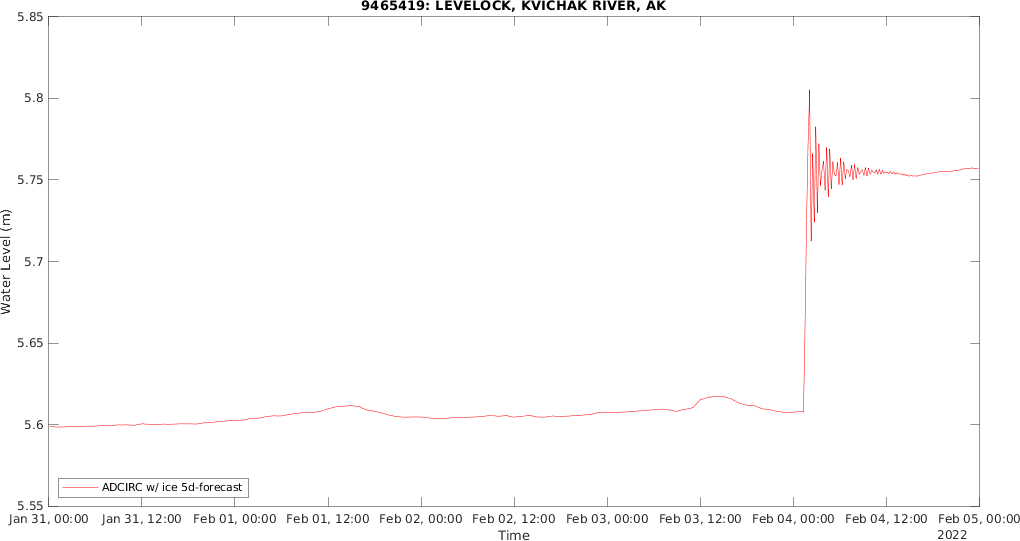 9465419: LEVELOCK, KVICHAK RIVER, AK
5.85
5.8
5.75
5.7
5.65
5.6
5.55
Water Level (m)
ADCIRC w/ ice 5d-forecast
Jan 31, 00:00 Jan 31, 12:00 Feb 01, 00:00 Feb 01, 12:00 Feb 02, 00:00 Feb 02, 12:00 Feb 03, 00:00 Feb 03, 12:00 Feb 04, 00:00 Feb 04, 12:00 Feb 05, 00:00
Time
2022